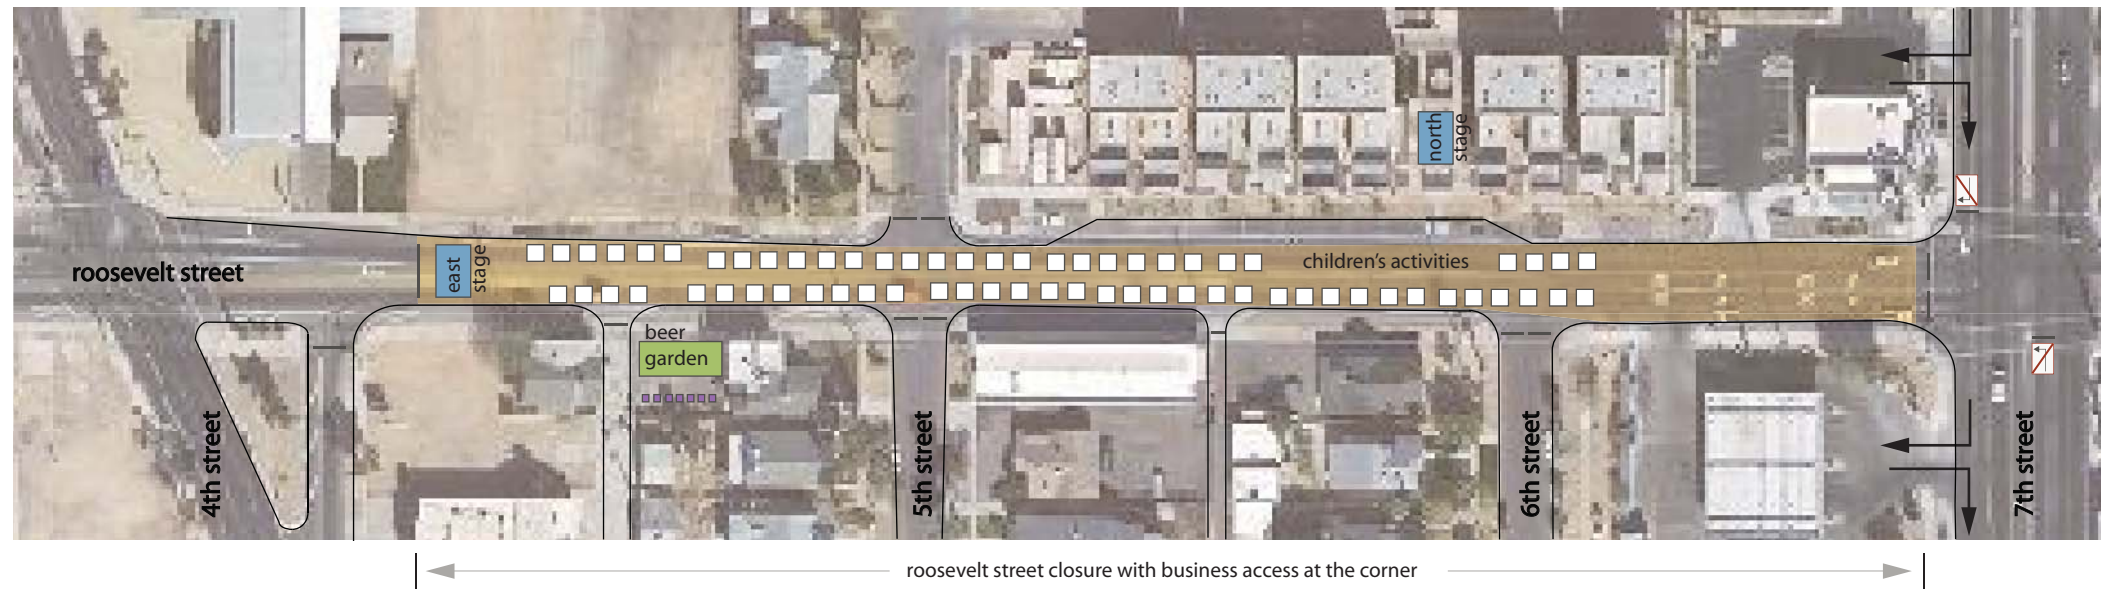 north
stage
roosevelt street
east
stage
children's activities
beer
garden
4th street
5th street
6th street
7th street
roosevelt street closure with business access at the corner